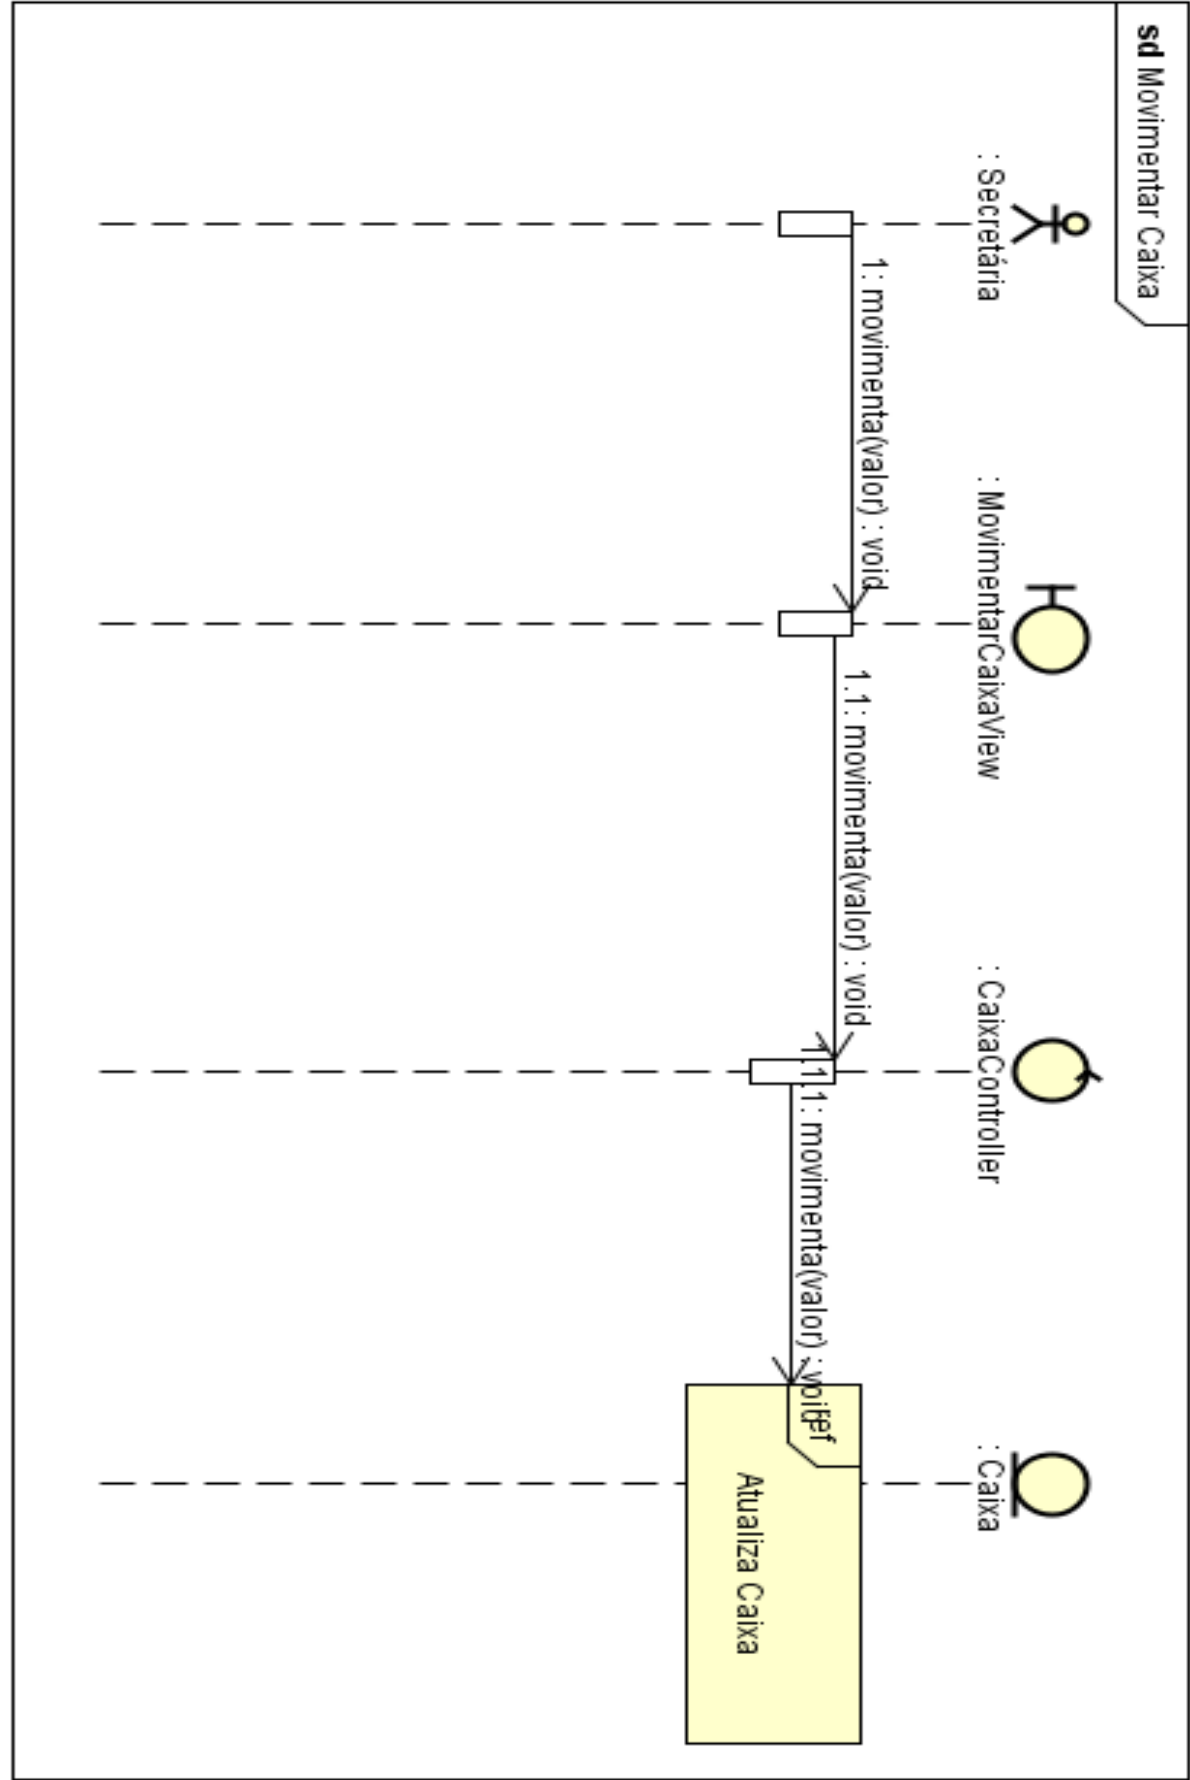 sd Movimentar Caixa
: Secretária
: MovimentarCaixaView
: CaixaController
: Caixa
1: movimenta(valor) : void
1.1: movimenta(valor) : void
1.1.1: movimenta(valor) : void
ref
Atualiza Caixa